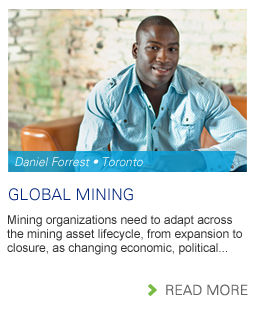 Daniel Forrest • Toronto
GLOBAL MINING
Mining organizations need to adapt across
the mining asset lifecycle, from expansion to
closure, as changing economic, political...
READ MORE